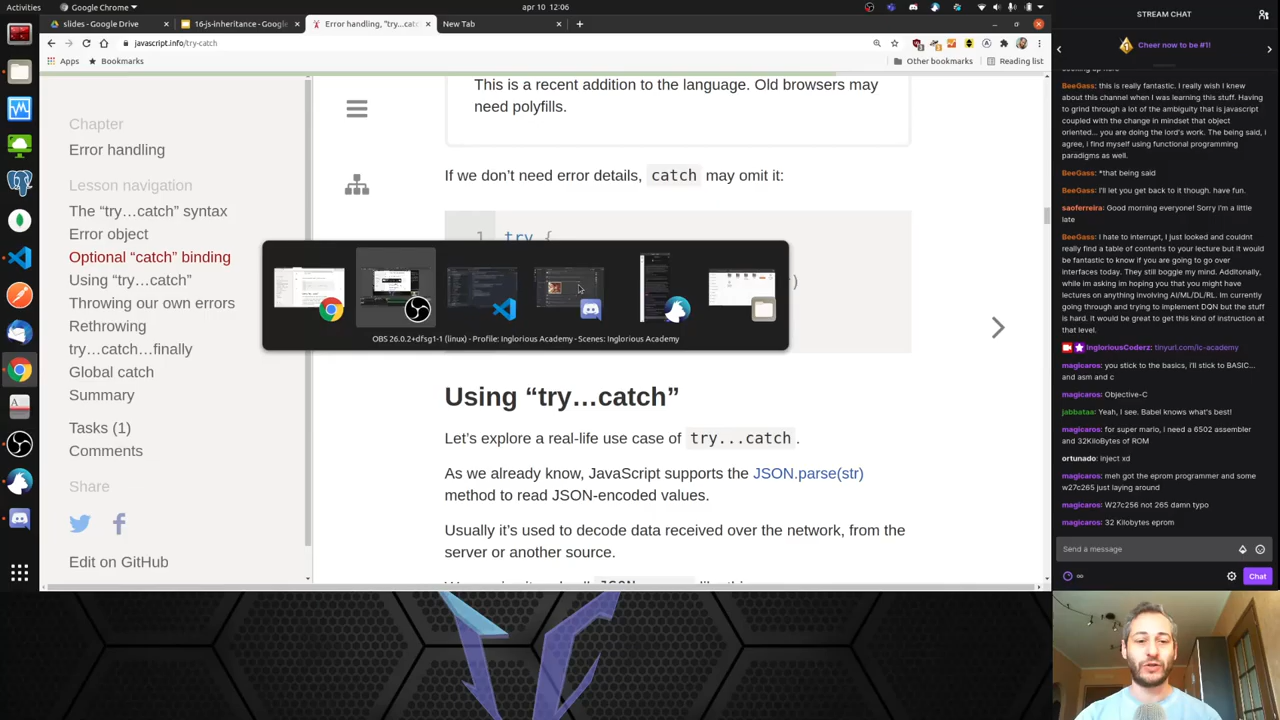 Activities
Google Chrome
apr 10 12:06
slides - Google Drive
16-js-inheritance - Google
Error handling, "try...catc
New Tab
javascript.info/try-catch
Apps
Bookmarks
Other bookmarks
Reading list
Chapter
Error handling
Lesson navigation
The “try…catch” syntax
Error object
Optional “catch” binding
Using “try…catch”
Throwing our own errors
Rethrowing
try…catch…finally
Global catch
Summary
Tasks (1)
Comments
Share
Edit on GitHub
This is a recent addition to the language. Old browsers may
need polyfills.
If we don’t need error details, catch may omit it:
1 try {
)
OBS 26.0.2+dfsg1-1 (linux) - Profile: Inglorious Academy - Scenes: Inglorious Academy
Using “try…catch”
Let’s explore a real-life use case of try...catch.
As we already know, JavaScript supports the JSON.parse(str)
method to read JSON-encoded values.
Usually it’s used to decode data received over the network, from the
server or another source.
STREAM CHAT
Cheer now to be #1!
BeeGass: this is really fantastic. I really wish I knew
about this channel when I was learning this stuff. Having
to grind through a lot of the ambiguity that is javascript
coupled with the change in mindset that object
oriented... you are doing the lord's work. The being said, i
agree, i find myself using functional programming
paradigms as well.
BeeGass: *that being said
BeeGass: I'll let you get back to it though. have fun.
saoferreira: Good morning everyone! Sorry i'm a little
late
BeeGass: I hate to interrupt, I just looked and couldnt
really find a table of contents to your lecture but it would
be fantastic to know if you are going to go over
interfaces today. They still boggle my mind. Additonally,
while im asking im hoping you that you might you have
lectures on anything involving AI/ML/DL/RL. Im currently
going through and trying to implement DQN but the stuff
is hard. it would be great to get this kind of instruction at
that level.
IngloriousCoderz: tinyurl.com/ic-academy
magicaros: you stick to the basics, i'll stick to BASIC...
and asm and c
magicaros: Objective-C
jabbataa: Yeah, I see. Babel knows what's best!
magicaros: for super mario, I need a 6502 assembler
and 32KiloBytes of ROM
ortunado: inject xd
magicaros: meh got the eprom programmer and some
w27c265 just laying around
magicaros: W27c256 not 265 damn typo
magicaros: 32 Kilobytes eprom
Send a message
∞
Chat